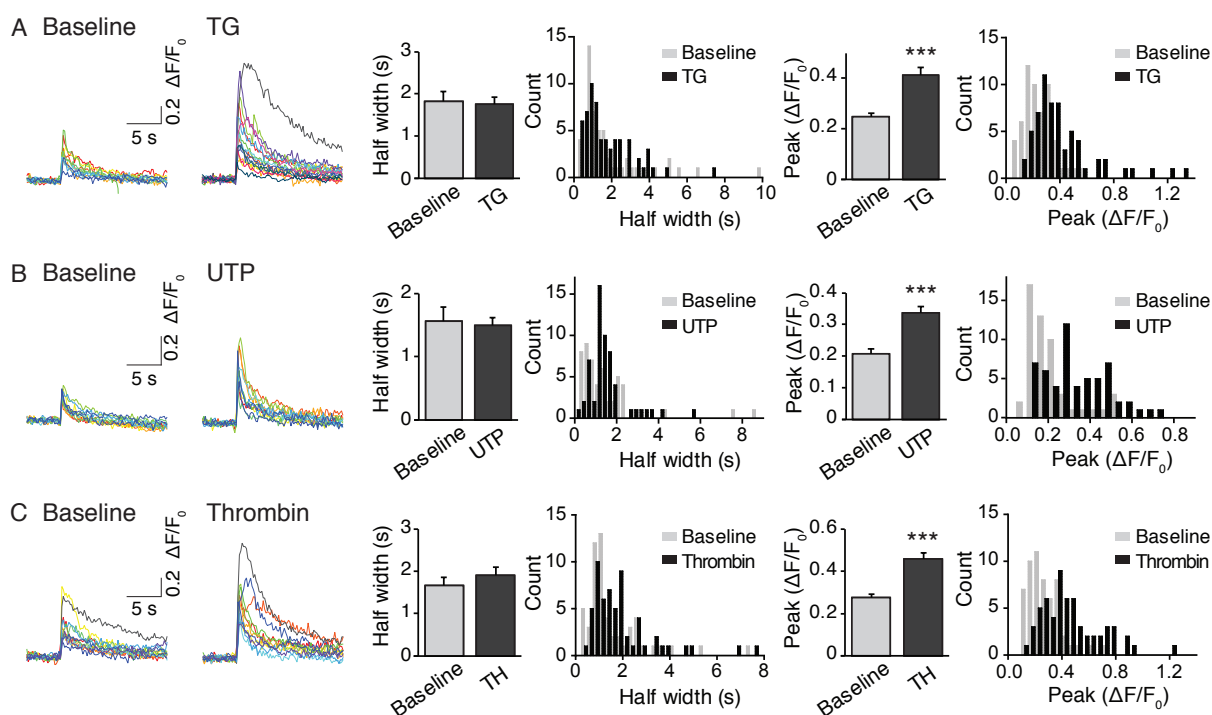 A Baseline TG
0.2 ΔF/F0
5 s
Half width (s)
3
2
1
0
Baseline
TG
Count
15
10
5
0
Baseline
TG
0 2 4 6 8 10
Half width (s)
Peak (ΔF/F0)
0.4
0.2
0
***
Baseline
TG
Count
15
10
5
0
Baseline
TG
0.0 0.4 0.8 1.2
Peak (ΔF/F0)
B Baseline UTP
0.2 ΔF/F0
5 s
Half width (s)
2
1
0
Baseline
UTP
Count
15
10
5
0
Baseline
UTP
0 2 4 6 8
Half width (s)
Peak (ΔF/F0)
0.4
0.3
0.2
0.1
0
***
Baseline
UTP
Count
15
10
5
0
Baseline
UTP
0.0 0.2 0.4 0.6 0.8
Peak (ΔF/F0)
C Baseline Thrombin
0.2 ΔF/F0
5 s
Half width (s)
3
2
1
0
Baseline
TH
Count
15
10
5
0
Baseline
Thrombin
0 2 4 6 8
Half width (s)
Peak (ΔF/F0)
0.6
0.4
0.2
0
***
Baseline
TH
Count
15
10
5
0
Baseline
Thrombin
0.0 0.4 0.8 1.2
Peak (ΔF/F0)